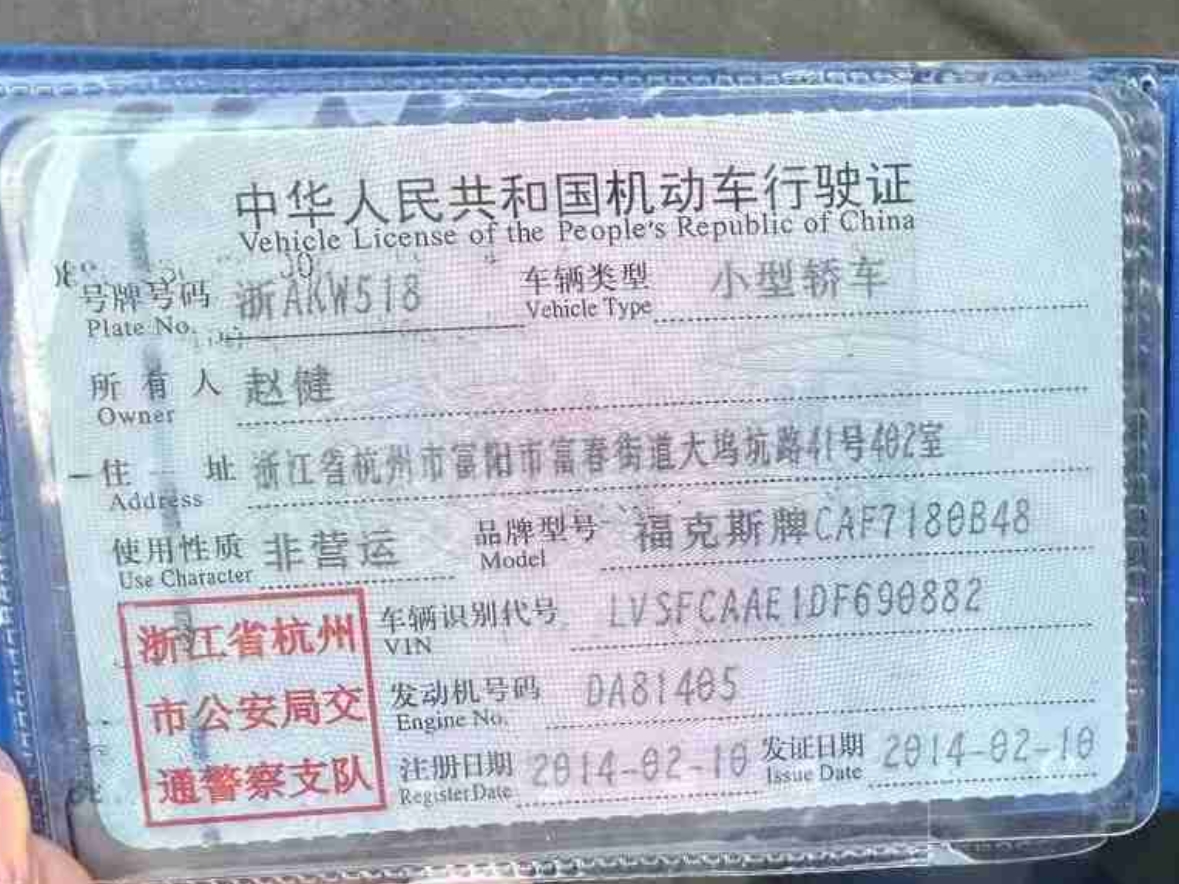 中华人民共和国机动车行驶证
Vehicle License of the People's Republic of China
号牌号码 浙AKW518 车辆类型 小型轿车
Plate No. Vehicle Type
所有人 赵健
Owner
住址 浙江省杭州市富阳市富春街道大坞坑路41号402室
Address
使用性质 非营运 品牌型号 福克斯牌CAF7180B48
Use Character Model
浙江省杭州 车辆识别代号 LVSFCAAE1DF690882
VIN
市公安局交 发动机号码 DA81405
Engine No.
通警察支队 注册日期 2014-02-10 发证日期 2014-02-10
Register Date Issue Date